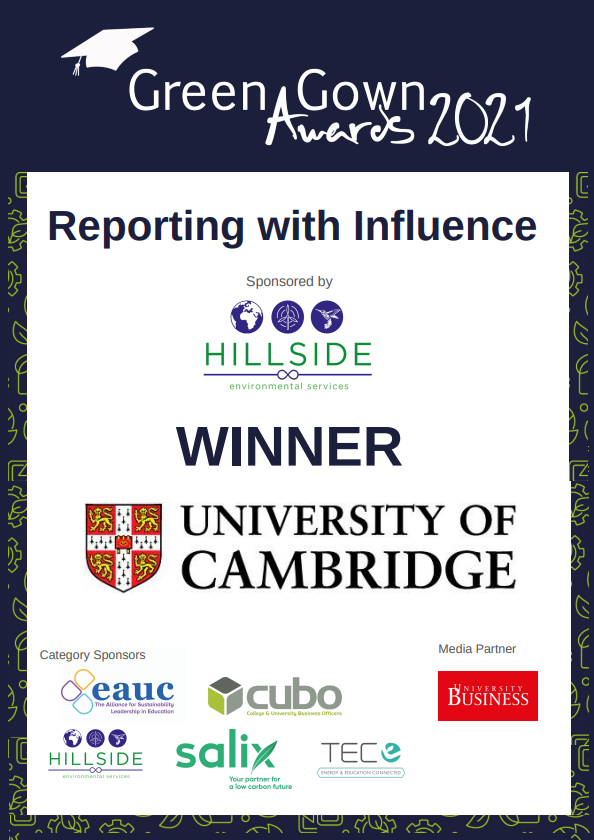 Green Gown
Awards 2021
Reporting with Influence
Sponsored by
HILLSIDE
environmental services
WINNER
UNIVERSITY OF
CAMBRIDGE
Category Sponsors
Media Partner
eauc
The Alliance for Sustainability
Leadership in Education
cubo
College & University Business Officers
UNIVERSITY
BUSINESS
HILLSIDE
environmental services
salix
Your partner for
a low carbon future
TECe
ENERGY & EDUCATION CONNECTED